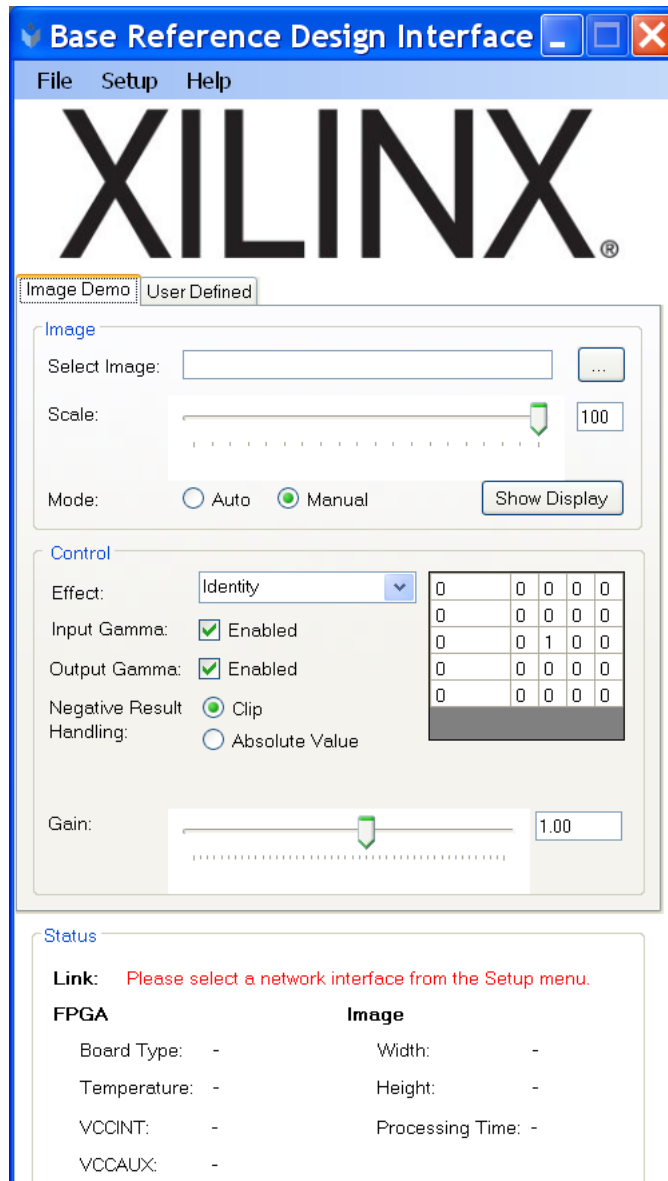 Base Reference Design Interface
File Setup Help
XILINX®
Image Demo User Defined
Image
Select Image: ...
Scale: 100
Mode: Auto Manual Show Display
Control
Effect: Identity
Input Gamma: Enabled
Output Gamma: Enabled
Negative Result Handling:
Clip
Absolute Value
0 0 0 0 0
0 0 0 0 0
0 0 1 0 0
0 0 0 0 0
0 0 0 0 0
Gain: 1.00
Status
Link: Please select a network interface from the Setup menu.
FPGA Image
Board Type: - Width: -
Temperature: - Height: -
VCCINT: - Processing Time: -
VCCAUX: -